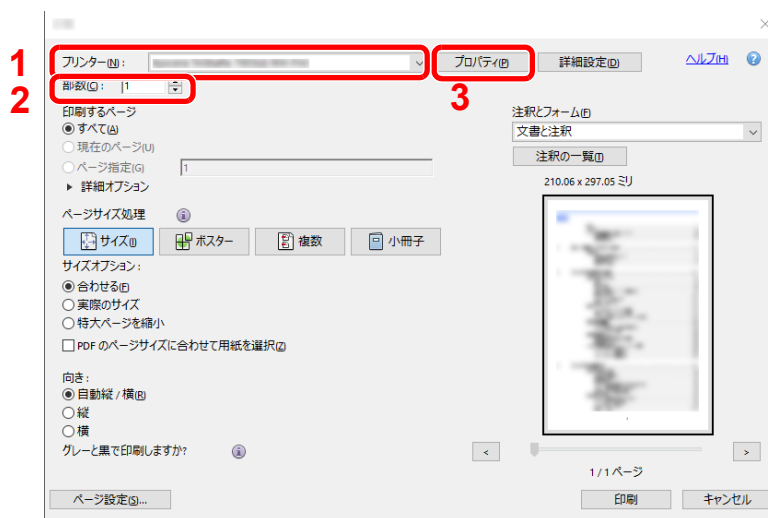 1 プリンター(N): プロパティ(P) 詳細設定(D) ヘルプ(H)
2 部数(C): 1 3
印刷するページ 注釈とフォーム(F)
すべて(A) 文書と注釈
現在のページ(U)
ページ指定(G) 1 注釈の一覧(T)
詳細オプション 210.06 x 297.05 ミリ
ページサイズ処理
サイズ(I) ポスター 複数 小冊子
サイズオプション:
合わせる(F)
実際のサイズ
特大ページを縮小
PDF のページサイズに合わせて用紙を選択(Z)
向き:
自動縦 / 横(R)
縦
横
グレーと黒で印刷しますか? < >
1 / 1 ページ
ページ設定(S)... 印刷 キャンセル